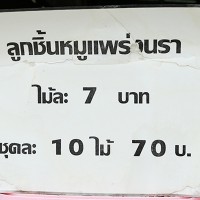 ลูกชิ้นหมูแพร่งนรา
ไม้ละ 7 บาท
ชุดละ 10 ไม้ 70 บ.